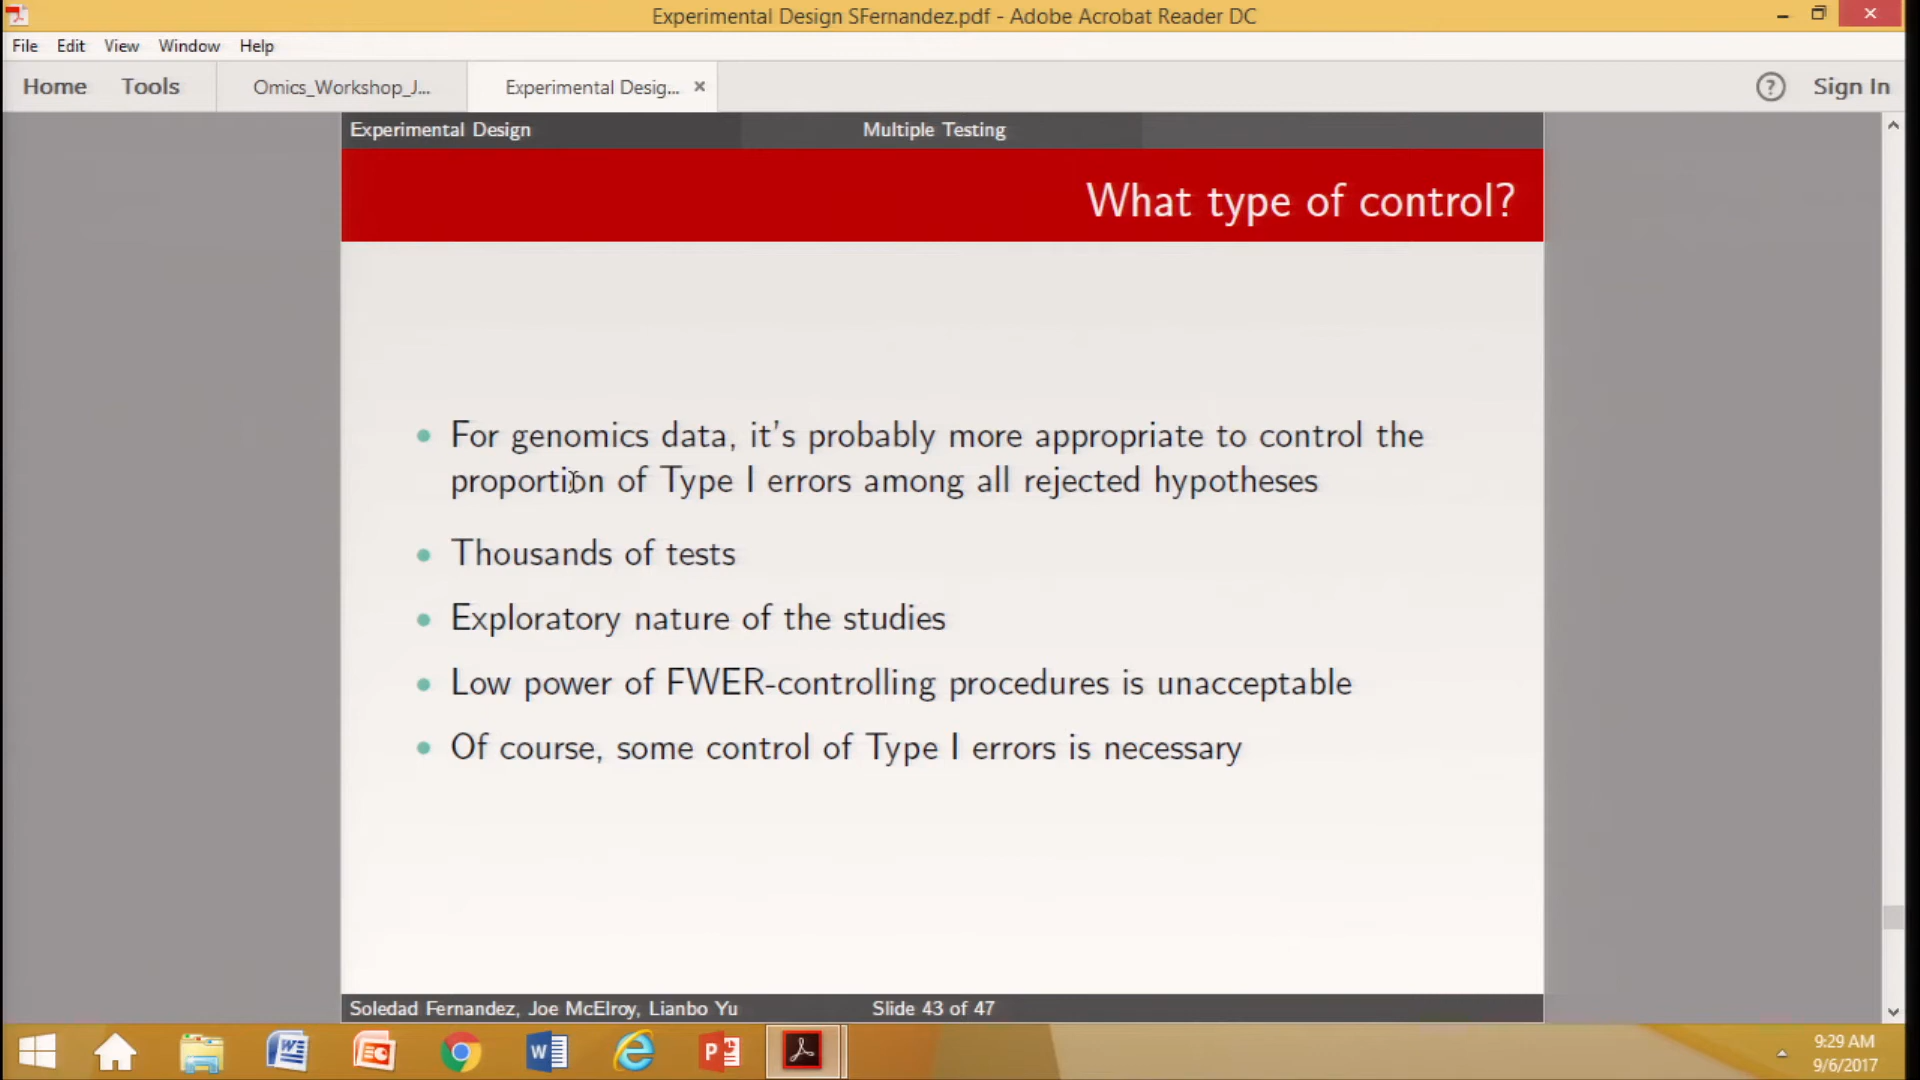 Experimental Design SFernandez.pdf - Adobe Acrobat Reader DC
File Edit View Window Help
Home Tools Omics_Workshop_J... Experimental Desig... × ? Sign In
Experimental Design Multiple Testing
What type of control?
• For genomics data, it's probably more appropriate to control the
proportion of Type I errors among all rejected hypotheses
• Thousands of tests
• Exploratory nature of the studies
• Low power of FWER-controlling procedures is unacceptable
• Of course, some control of Type I errors is necessary
Soledad Fernandez, Joe McElroy, Lianbo Yu Slide 43 of 47
9:29 AM
9/6/2017